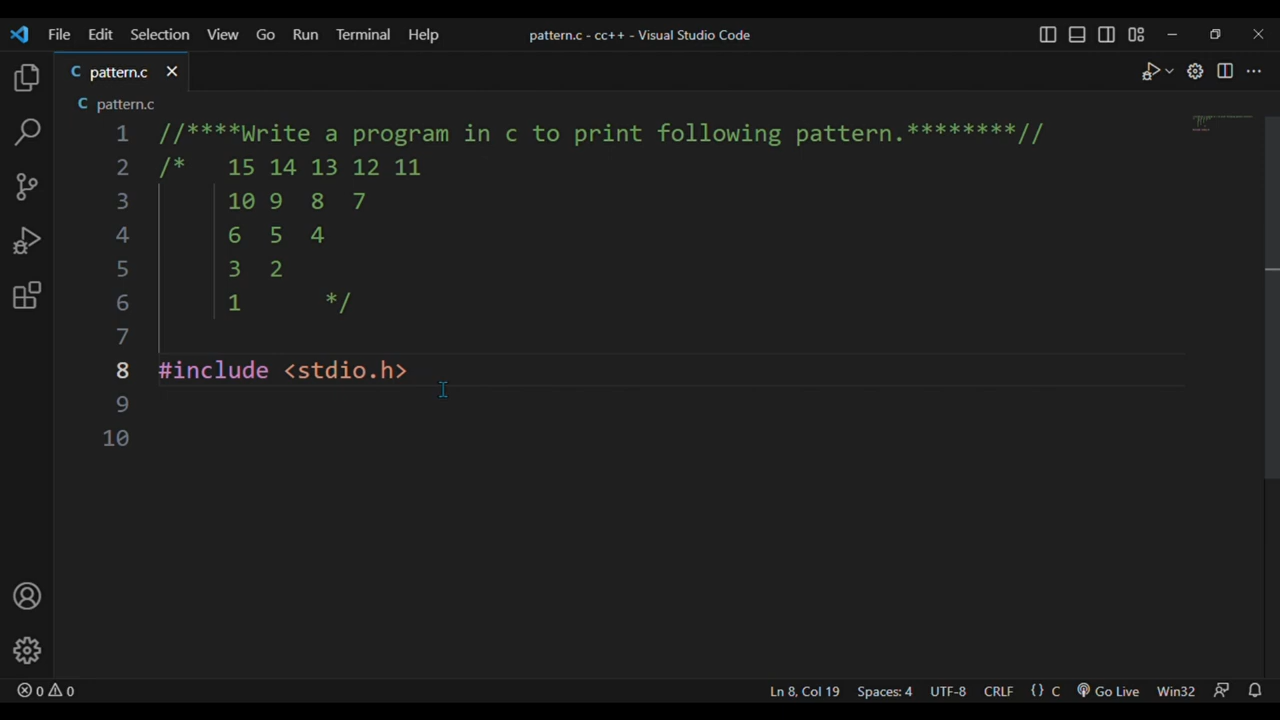 File Edit Selection View Go Run Terminal Help pattern.c - cc++ - Visual Studio Code
C pattern.c
C pattern.c
1 //****Write a program in c to print following pattern.********//
2 /* 15 14 13 12 11
3 10 9 8 7
4 6 5 4
5 3 2
6 1 */
7
8 #include <stdio.h>
9
10
0 0 Ln 8, Col 19 Spaces: 4 UTF-8 CRLF {} C Go Live Win32